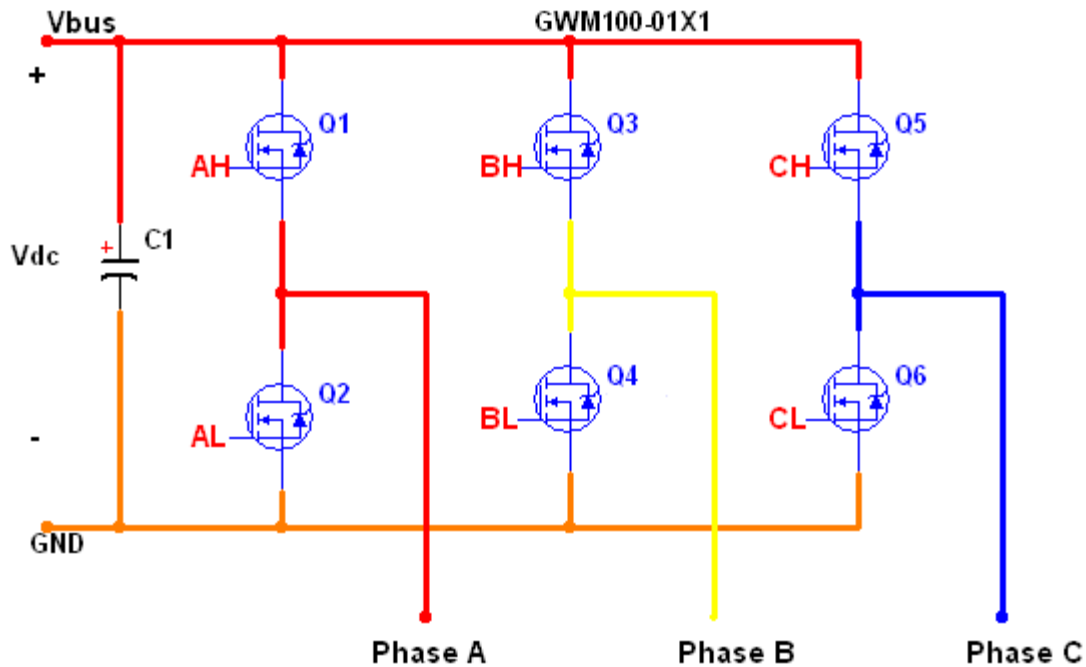 Vbus
GWM100-01X1
+
Q1
Q3
Q5
AH
BH
CH
+
C1
Vdc
Q2
Q4
Q6
-
AL
BL
CL
GND
Phase A
Phase B
Phase C